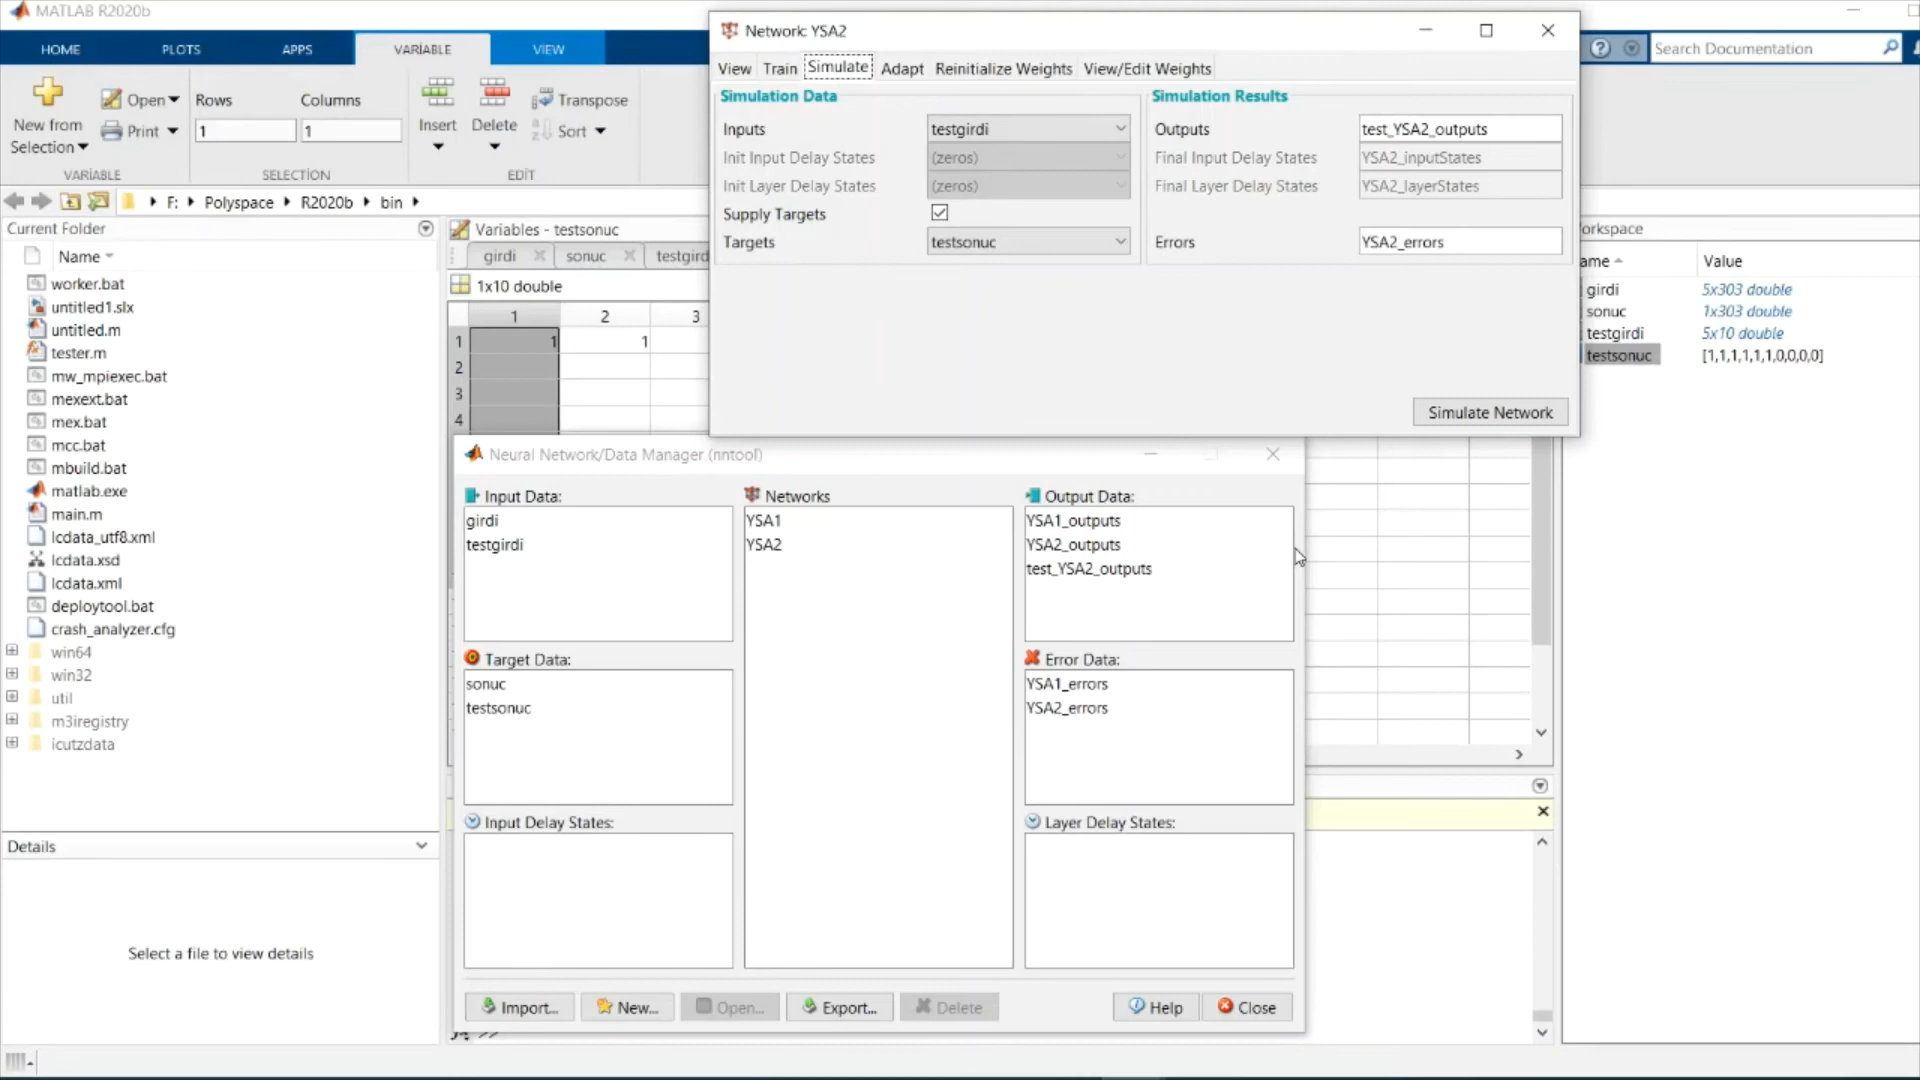 MATLAB R2020b
HOME
PLOTS
APPS
VARİABLE
VIEW
Search Documentation
New from
Selection
Open
Print
Rows
Columns
1
1
Insert
Delete
Transpose
Sort
VARİABLE
SELECTION
EDİT
F:
Polyspace
R2020b
bin
Current Folder
Name
worker.bat
untitled1.slx
untitled.m
tester.m
mw_mpiexec.bat
mexext.bat
mex.bat
mcc.bat
mbuild.bat
matlab.exe
main.m
lcdata_utf8.xml
lcdata.xsd
lcdata.xml
deploytool.bat
crash_analyzer.cfg
win64
win32
util
m3iregistry
icutzdata
Details
Select a file to view details
Variables - testsonuc
girdi
sonuc
testgird
1x10 double
1
2
3
1
1
1
2
3
4
Network: YSA2
View
Train
Simulate
Adapt
Reinitialize Weights
View/Edit Weights
Simulation Data
Inputs
testgirdi
Init Input Delay States
(zeros)
Init Layer Delay States
(zeros)
Supply Targets
Targets
testsonuc
Simulation Results
Outputs
test_YSA2_outputs
Final Input Delay States
YSA2_inputStates
Final Layer Delay States
YSA2_layerStates
Errors
YSA2_errors
Simulate Network
orkspace
ame
Value
girdi
5x303 double
sonuc
1x303 double
testgirdi
5x10 double
testsonuc
[1,1,1,1,1,1,0,0,0,0]
Neural Network/Data Manager (nntool)
Input Data:
girdi
testgirdi
Networks
YSA1
YSA2
Output Data:
YSA1_outputs
YSA2_outputs
test_YSA2_outputs
Target Data:
sonuc
testsonuc
Error Data:
YSA1_errors
YSA2_errors
Input Delay States:
Layer Delay States:
Import...
New...
Open...
Export...
Delete
Help
Close